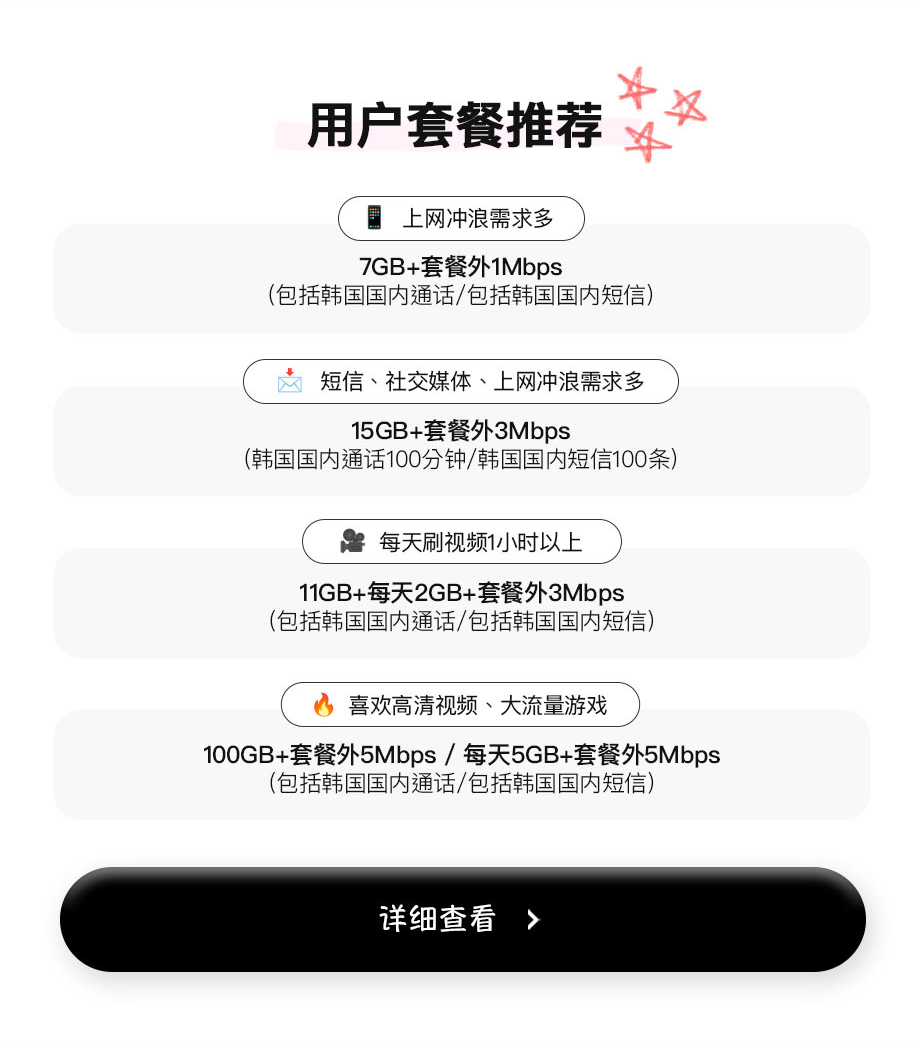 用户套餐推荐
上网冲浪需求多
7GB+套餐外1Mbps
(包括韩国国内通话/包括韩国国内短信)
短信、社交媒体、上网冲浪需求多
15GB+套餐外3Mbps
(韩国国内通话100分钟/韩国国内短信100条)
每天刷视频1小时以上
11GB+每天2GB+套餐外3Mbps
(包括韩国国内通话/包括韩国国内短信)
喜欢高清视频、大流量游戏
100GB+套餐外5Mbps / 每天5GB+套餐外5Mbps
(包括韩国国内通话/包括韩国国内短信)
详细查看